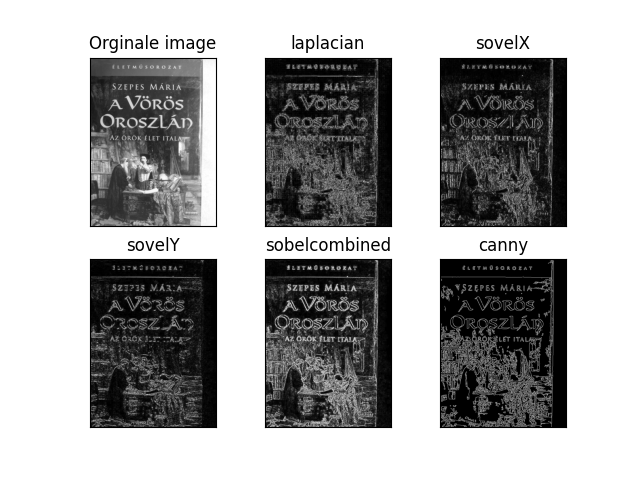 Orginale image
laplacian
sovelX
ÉLETMŰSOROZAT
SZEPES MÁRIA
A VÖRÖS
OROSZLÁN
AZ ÖRÖK ÉLET ITALA
ÉLETMŰSOROZAT
SZEPES MÁRIA
A VÖRÖS
OROSZLÁN
AZ ÖRÖK ÉLET ITALA
ÉLETMŰSOROZAT
SZEPES MÁRIA
A VÖRÖS
OROSZLÁN
AZ ÖRÖK ÉLET ITALA
sovelY
sobelcombined
canny
ÉLETMŰSOROZAT
SZEPES MÁRIA
A VÖRÖS
OROSZLÁN
AZ ÖRÖK ÉLET ITALA
ÉLETMŰSOROZAT
SZEPES MÁRIA
A VÖRÖS
OROSZLÁN
AZ ÖRÖK ÉLET ITALA
ÉLETMŰSOROZAT
SZEPES MÁRIA
A VÖRÖS
OROSZLÁN
AZ ÖRÖK ÉLET ITALA